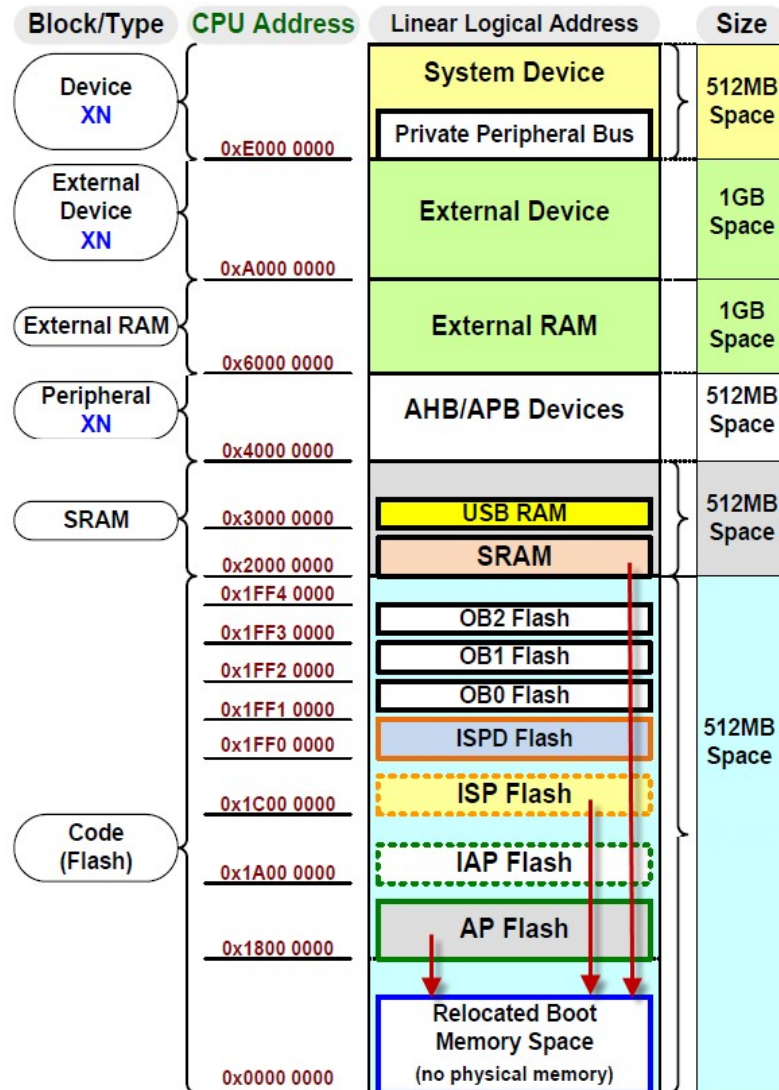 Block/Type CPU Address Linear Logical Address Size
Device
XN
System Device
Private Peripheral Bus
512MB
Space
0xE000 0000
External
Device
XN
External Device
1GB
Space
0xA000 0000
External RAM
External RAM
1GB
Space
0x6000 0000
Peripheral
XN
AHB/APB Devices
512MB
Space
0x4000 0000
SRAM
0x3000 0000
USB RAM
512MB
Space
0x2000 0000
SRAM
0x1FF4 0000
OB2 Flash
0x1FF3 0000
OB1 Flash
0x1FF2 0000
OB0 Flash
0x1FF1 0000
ISPD Flash
512MB
Space
0x1FF0 0000
ISP Flash
0x1C00 0000
Code
(Flash)
IAP Flash
0x1A00 0000
AP Flash
0x1800 0000
Relocated Boot
Memory Space
(no physical memory)
0x0000 0000